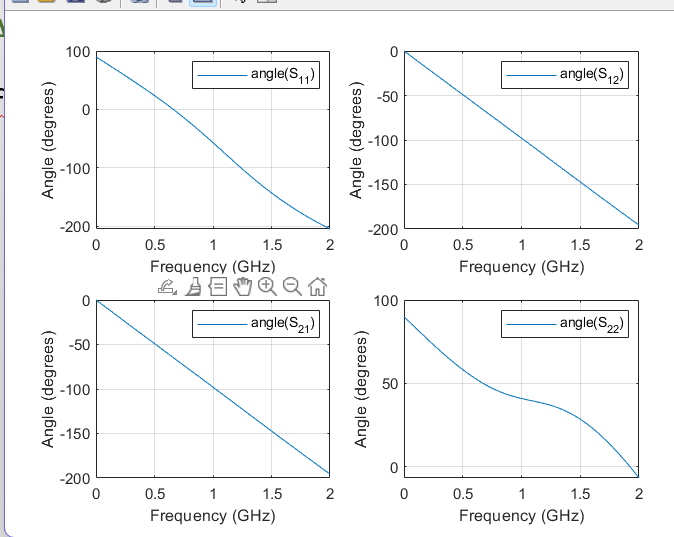 100
0
-100
-200
Angle (degrees)
angle(S11)
0 0.5 1 1.5 2
Frequency (GHz)
0
-50
-100
-150
-200
Angle (degrees)
angle(S12)
0 0.5 1 1.5 2
Frequency (GHz)
0
-50
-100
-150
-200
Angle (degrees)
angle(S21)
0 0.5 1 1.5 2
Frequency (GHz)
100
50
0
Angle (degrees)
angle(S22)
0 0.5 1 1.5 2
Frequency (GHz)